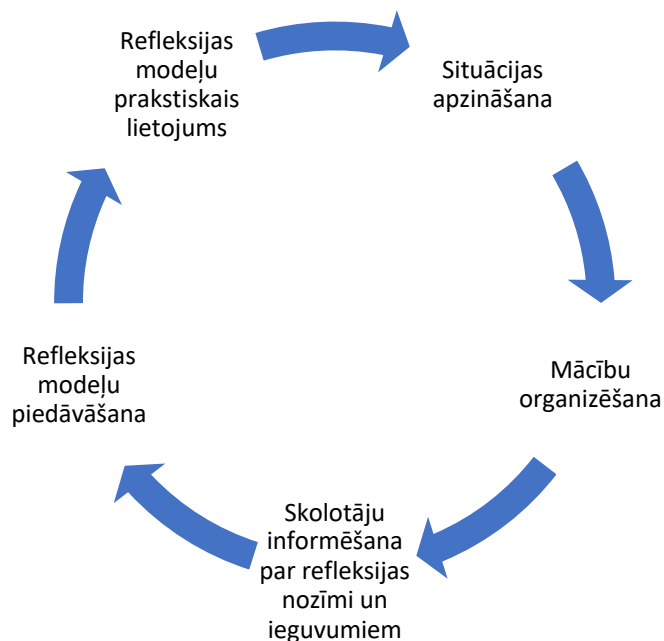 Refleksijas
modeļu
prakstiskais
lietojums
Situācijas
apzināšana
Mācību
organizēšana
Skolotāju
informēšana
par refleksijas
nozīmi un
ieguvumiem
Refleksijas
modeļu
piedāvāšana